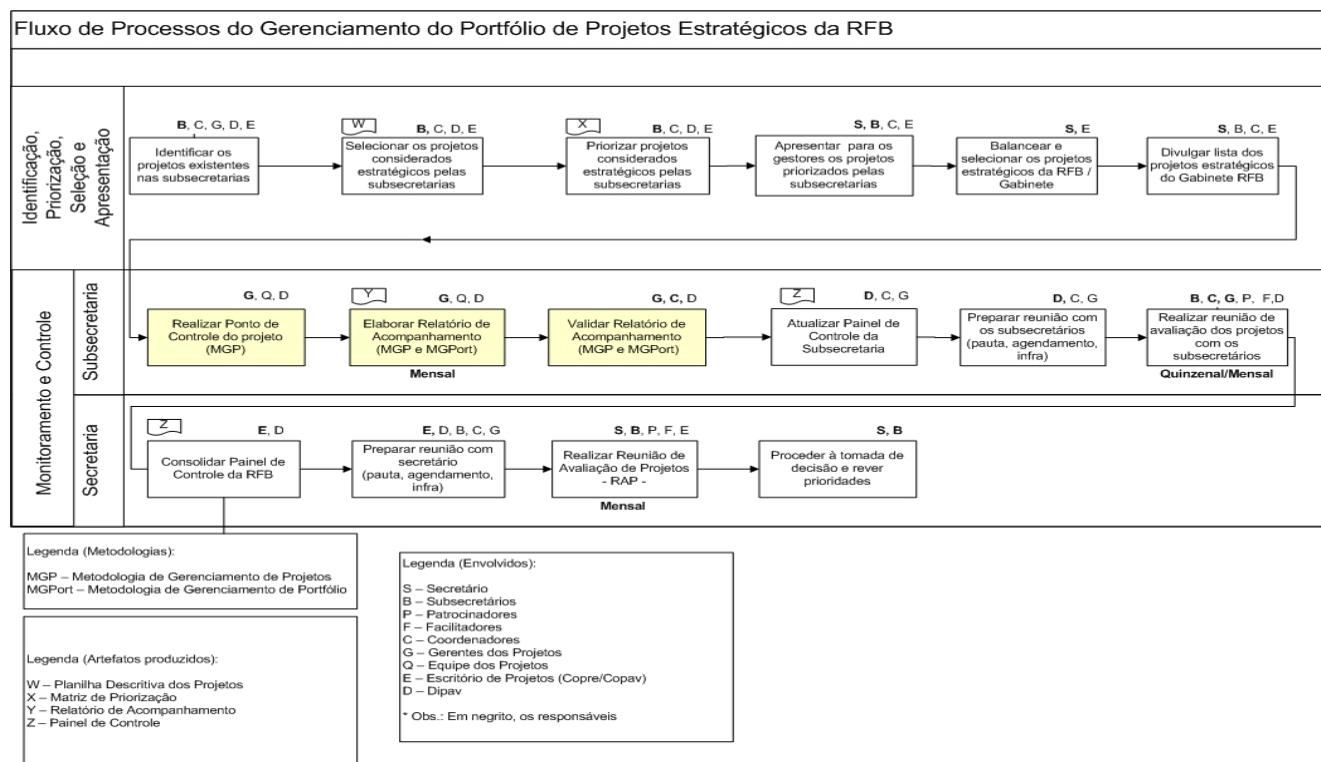 Fluxo de Processos do Gerenciamento do Portfólio de Projetos Estratégicos da RFB
Identificação,
Priorização,
Seleção e
Apresentação
B, C, G, D, E
Identificar os
projetos existentes
nas subsecretarias
W
B, C, D, E
Selecionar os projetos
considerados
estratégicos pelas
subsecretarias
X
B, C, D, E
Priorizar projetos
considerados
estratégicos pelas
subsecretarias
S, B, C, E
Apresentar para os
gestores os projetos
priorizados pelas
subsecretarias
S, E
Balancear e
selecionar os projetos
estratégicos da RFB /
Gabinete
S, B, C, E
Divulgar lista dos
projetos estratégicos
do Gabinete RFB
Monitoramento e Controle
Subsecretaria
G, Q, D
Realizar Ponto de
Controle do projeto
(MGP)
Y
G, Q, D
Elaborar Relatório de
Acompanhamento
(MGP e MGPort)
Mensal
G, C, D
Validar Relatório de
Acompanhamento
(MGP e MGPort)
Z
D, C, G
Atualizar Painel de
Controle da
Subsecretaria
D, C, G
Preparar reunião com
os subsecretários
(pauta, agendamento,
infra)
B, C, G, P, F,D
Realizar reunião de
avaliação dos projetos
com os
subsecretários
Quinzenal/Mensal
Secretaria
Z
E, D
Consolidar Painel de
Controle da RFB
E, D, B, C, G
Preparar reunião com
secretário
(pauta, agendamento,
infra)
S, B, P, F, E
Realizar Reunião de
Avaliação de Projetos
- RAP -
Mensal
S, B
Proceder à tomada de
decisão e rever
prioridades
Legenda (Metodologias):
MGP – Metodologia de Gerenciamento de Projetos
MGPort – Metodologia de Gerenciamento de Portfólio
Legenda (Artefatos produzidos):
W – Planilha Descritiva dos Projetos
X – Matriz de Priorização
Y – Relatório de Acompanhamento
Z – Painel de Controle
Legenda (Envolvidos):
S – Secretário
B – Subsecretários
P – Patrocinadores
F – Facilitadores
C – Coordenadores
G – Gerentes dos Projetos
Q – Equipe dos Projetos
E – Escritório de Projetos (Copre/Copav)
D – Dipav
* Obs.: Em negrito, os responsáveis